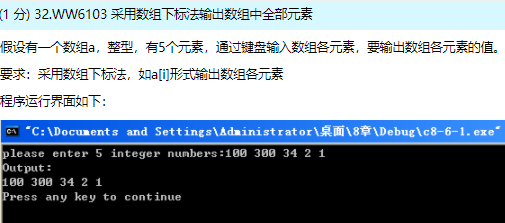 (1 分) 32.WW6103 采用数组下标法输出数组中全部元素
假设有一个数组a，整型，有5个元素，通过键盘输入数组各元素，要输出数组各元素的值。
要求：采用数组下标法，如a[i]形式输出数组各元素
程序运行界面如下：
"C:\Documents and Settings\Administrator\桌面\8章\Debug\c8-6-1.exe"
please enter 5 integer numbers:100 300 34 2 1
Output:
100 300 34 2 1
Press any key to continue